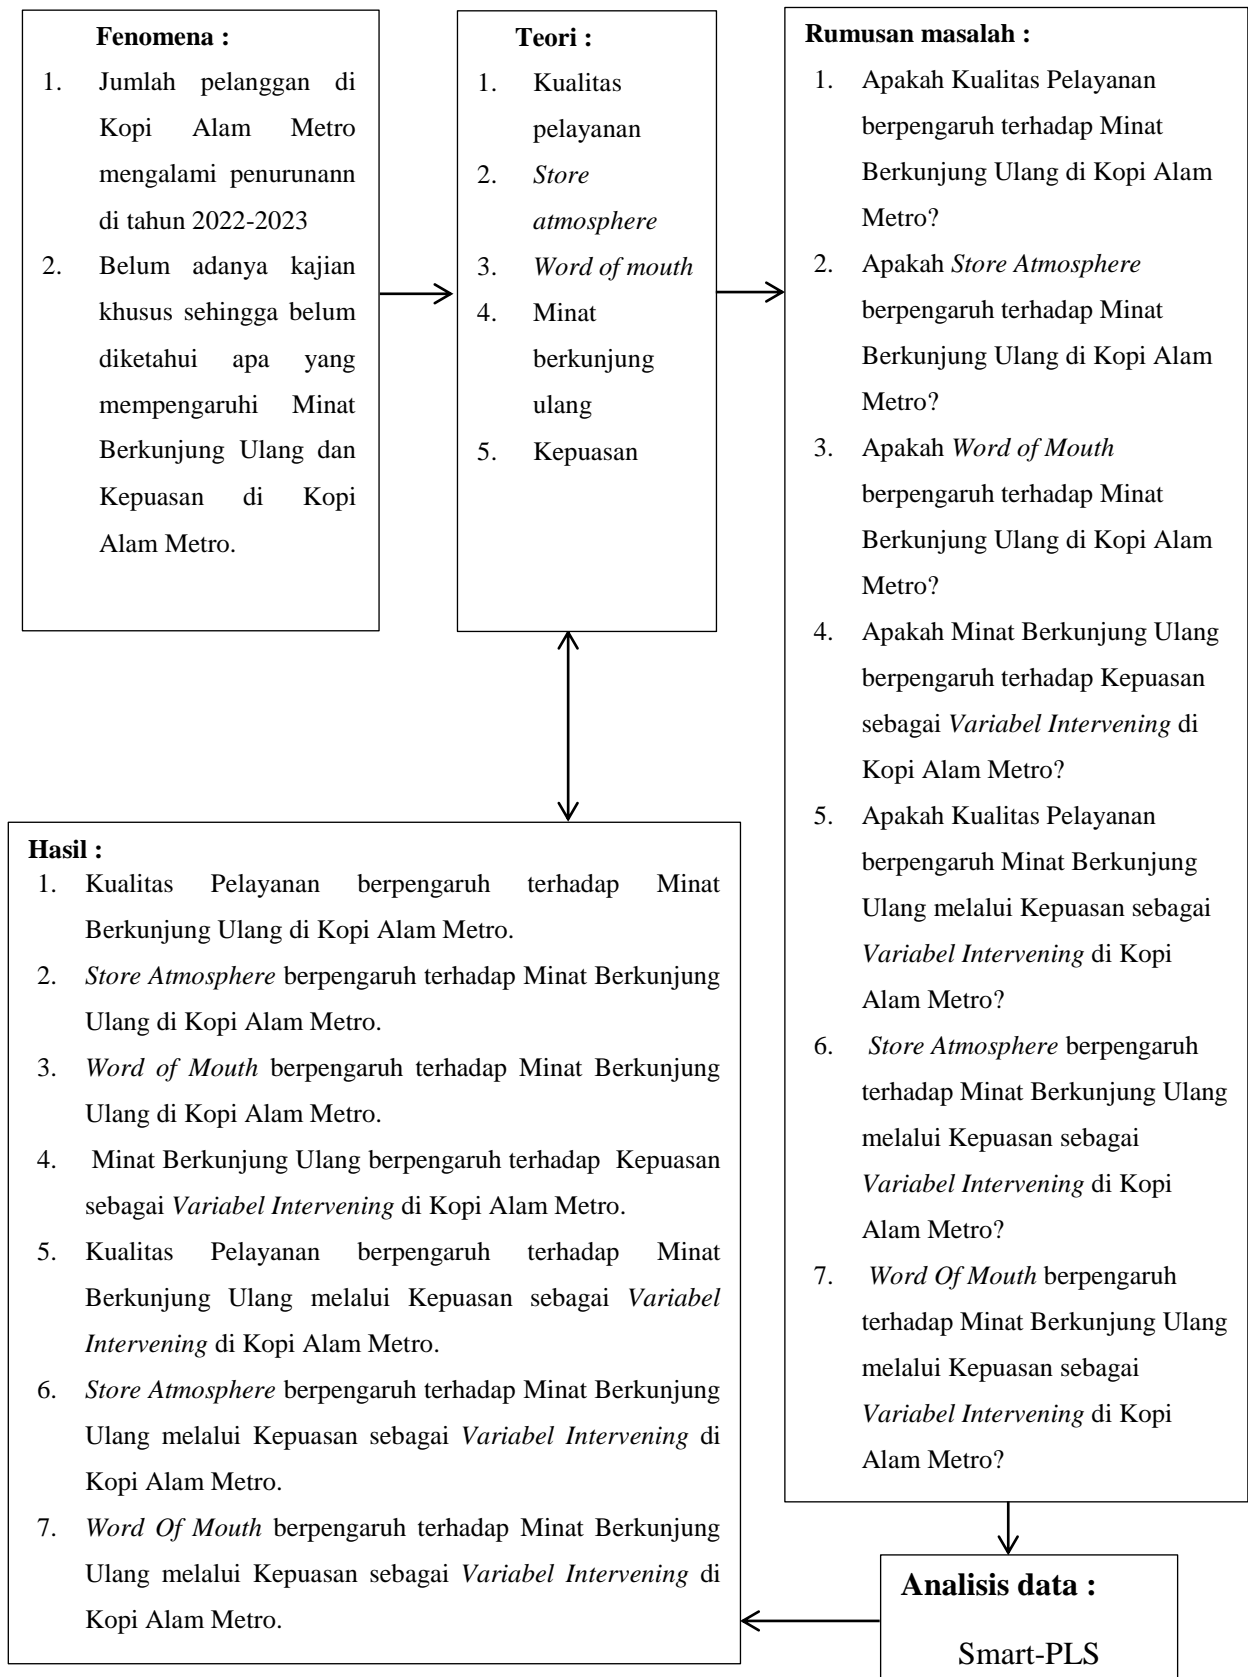 Fenomena :
1. Jumlah pelanggan di
Kopi Alam Metro
mengalami penurunann
di tahun 2022-2023
2. Belum adanya kajian
khusus sehingga belum
diketahui apa yang
mempengaruhi Minat
Berkunjung Ulang dan
Kepuasan di Kopi
Alam Metro.
Teori :
1. Kualitas
pelayanan
2. Store
atmosphere
3. Word of mouth
4. Minat
berkunjung
ulang
5. Kepuasan
Rumusan masalah :
1. Apakah Kualitas Pelayanan
berpengaruh terhadap Minat
Berkunjung Ulang di Kopi Alam
Metro?
2. Apakah Store Atmosphere
berpengaruh terhadap Minat
Berkunjung Ulang di Kopi Alam
Metro?
3. Apakah Word of Mouth
berpengaruh terhadap Minat
Berkunjung Ulang di Kopi Alam
Metro?
4. Apakah Minat Berkunjung Ulang
berpengaruh terhadap Kepuasan
sebagai Variabel Intervening di
Kopi Alam Metro?
5. Apakah Kualitas Pelayanan
berpengaruh Minat Berkunjung
Ulang melalui Kepuasan sebagai
Variabel Intervening di Kopi
Alam Metro?
6. Store Atmosphere berpengaruh
terhadap Minat Berkunjung Ulang
melalui Kepuasan sebagai
Variabel Intervening di Kopi
Alam Metro?
7. Word Of Mouth berpengaruh
terhadap Minat Berkunjung Ulang
melalui Kepuasan sebagai
Variabel Intervening di Kopi
Alam Metro?
Analisis data :
Smart-PLS
Hasil :
1. Kualitas Pelayanan berpengaruh terhadap Minat
Berkunjung Ulang di Kopi Alam Metro.
2. Store Atmosphere berpengaruh terhadap Minat Berkunjung
Ulang di Kopi Alam Metro.
3. Word of Mouth berpengaruh terhadap Minat Berkunjung
Ulang di Kopi Alam Metro.
4. Minat Berkunjung Ulang berpengaruh terhadap Kepuasan
sebagai Variabel Intervening di Kopi Alam Metro.
5. Kualitas Pelayanan berpengaruh terhadap Minat
Berkunjung Ulang melalui Kepuasan sebagai Variabel
Intervening di Kopi Alam Metro.
6. Store Atmosphere berpengaruh terhadap Minat Berkunjung
Ulang melalui Kepuasan sebagai Variabel Intervening di
Kopi Alam Metro.
7. Word Of Mouth berpengaruh terhadap Minat Berkunjung
Ulang melalui Kepuasan sebagai Variabel Intervening di
Kopi Alam Metro.